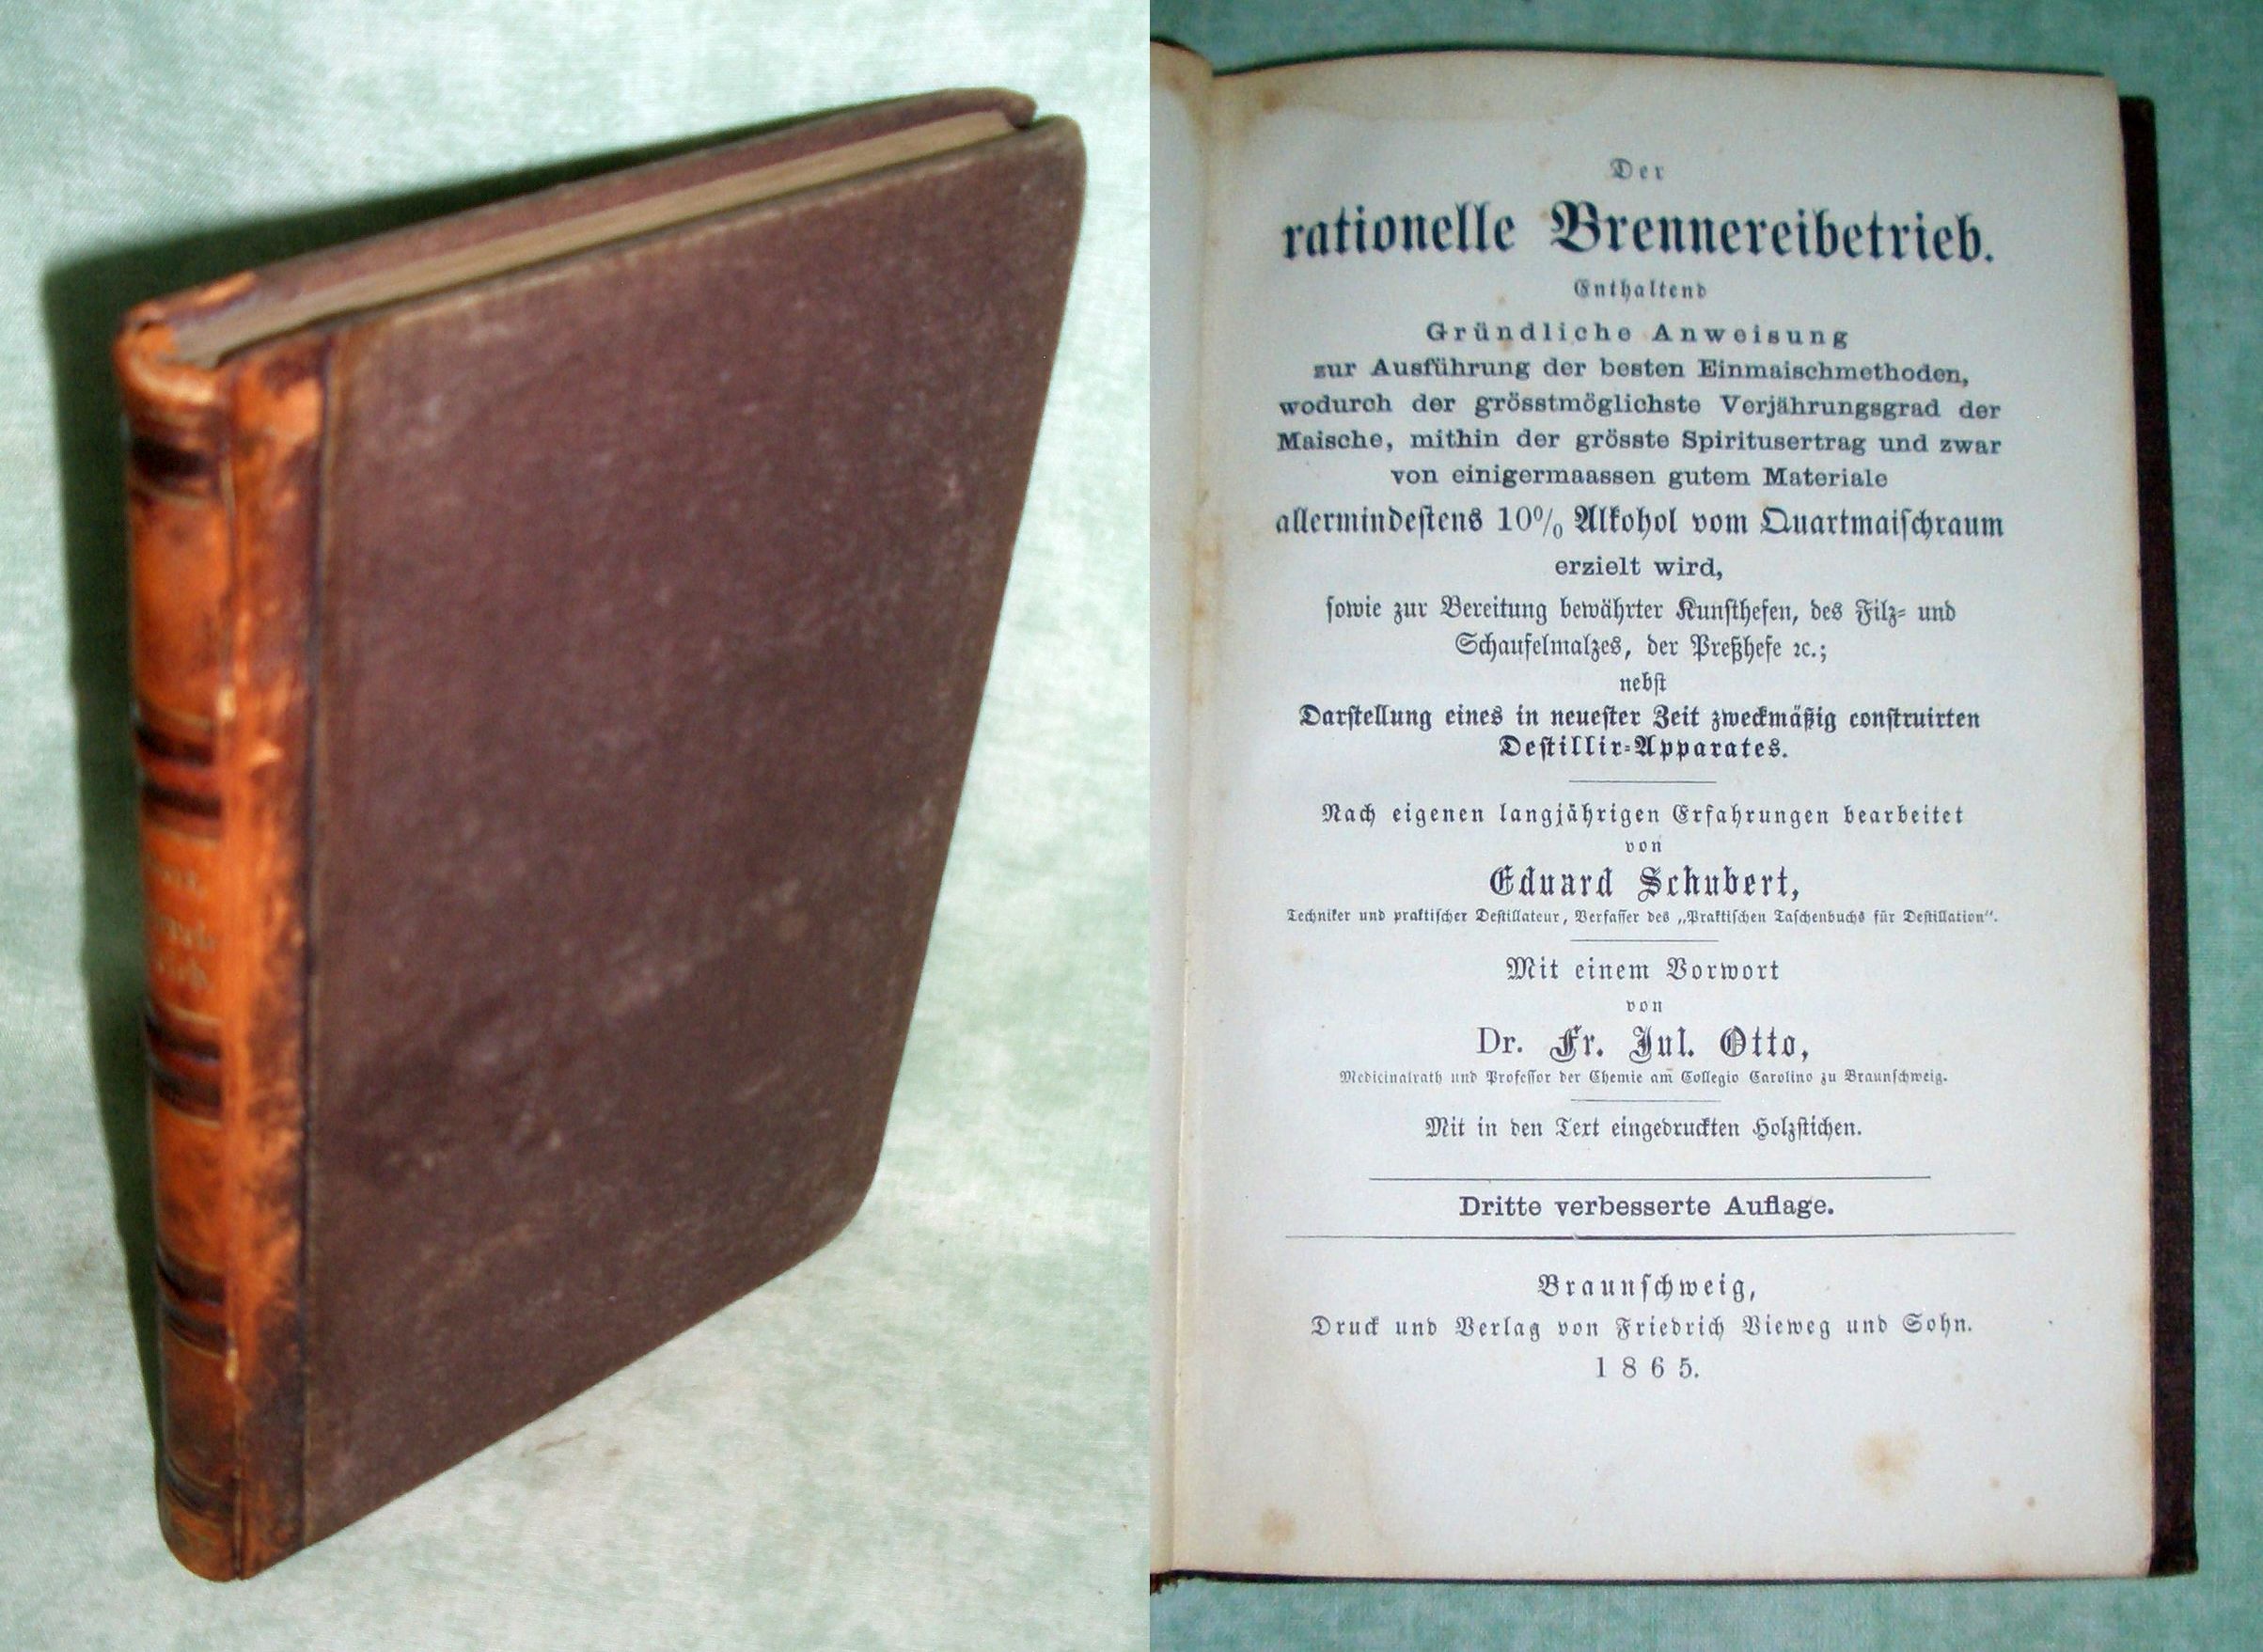 Der
rationelle Brennereibetrieb.
Enthaltend
Gründliche Anweisung
zur Ausführung der besten Einmaischmethoden,
wodurch der grösstmöglichste Verjährungsgrad der
Maische, mithin der grösste Spiritusertrag und zwar
von einigermaassen gutem Materiale
allermindeſtens 10% Alkohol vom Quartmaiſchraum
erzielt wird,
ſowie zur Bereitung bewährter Kunſthefen, des Filz- und
Schaufelmalzes, der Preßhefe ꝛc.;
nebſt
Darſtellung eines in neueſter Zeit zweckmäßig conſtruirten
Deſtillir-Apparates.
Nach eigenen langjährigen Erfahrungen bearbeitet
von
Eduard Schubert,
Techniker und praktiſcher Deſtillateur, Verfaſſer des „Praktiſchen Taſchenbuchs für Deſtillation“.
Mit einem Vorwort
von
Dr. Fr. Jul. Otto,
Medicinalrath und Profeſſor der Chemie am̄ Collegio Carolino zu Braunſchweig.
Mit in den Text eingedruckten Holzſtichen.
Dritte verbesserte Auflage.
Braunſchweig,
Druck und Verlag von Friedrich Vieweg und Sohn.
1865.